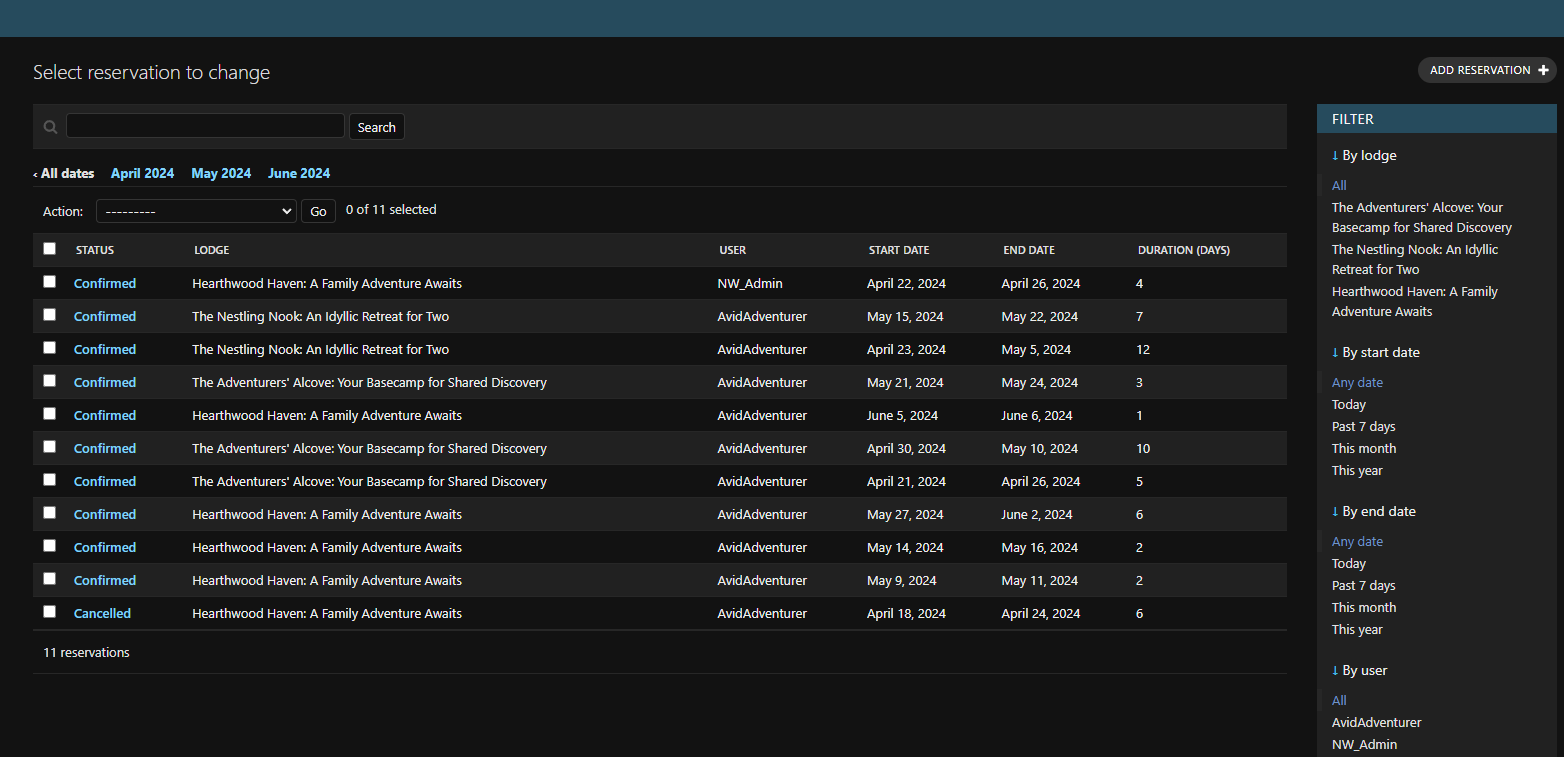 Select reservation to change
ADD RESERVATION +
Search
‹ All dates April 2024 May 2024 June 2024
Action: --------- Go 0 of 11 selected
STATUS LODGE USER START DATE END DATE DURATION (DAYS)
Confirmed Hearthwood Haven: A Family Adventure Awaits NW_Admin April 22, 2024 April 26, 2024 4
Confirmed The Nestling Nook: An Idyllic Retreat for Two AvidAdventurer May 15, 2024 May 22, 2024 7
Confirmed The Nestling Nook: An Idyllic Retreat for Two AvidAdventurer April 23, 2024 May 5, 2024 12
Confirmed The Adventurers' Alcove: Your Basecamp for Shared Discovery AvidAdventurer May 21, 2024 May 24, 2024 3
Confirmed Hearthwood Haven: A Family Adventure Awaits AvidAdventurer June 5, 2024 June 6, 2024 1
Confirmed The Adventurers' Alcove: Your Basecamp for Shared Discovery AvidAdventurer April 30, 2024 May 10, 2024 10
Confirmed The Adventurers' Alcove: Your Basecamp for Shared Discovery AvidAdventurer April 21, 2024 April 26, 2024 5
Confirmed Hearthwood Haven: A Family Adventure Awaits AvidAdventurer May 27, 2024 June 2, 2024 6
Confirmed Hearthwood Haven: A Family Adventure Awaits AvidAdventurer May 14, 2024 May 16, 2024 2
Confirmed Hearthwood Haven: A Family Adventure Awaits AvidAdventurer May 9, 2024 May 11, 2024 2
Cancelled Hearthwood Haven: A Family Adventure Awaits AvidAdventurer April 18, 2024 April 24, 2024 6
11 reservations
FILTER
↓ By lodge
All
The Adventurers' Alcove: Your
Basecamp for Shared Discovery
The Nestling Nook: An Idyllic
Retreat for Two
Hearthwood Haven: A Family
Adventure Awaits
↓ By start date
Any date
Today
Past 7 days
This month
This year
↓ By end date
Any date
Today
Past 7 days
This month
This year
↓ By user
All
AvidAdventurer
NW_Admin